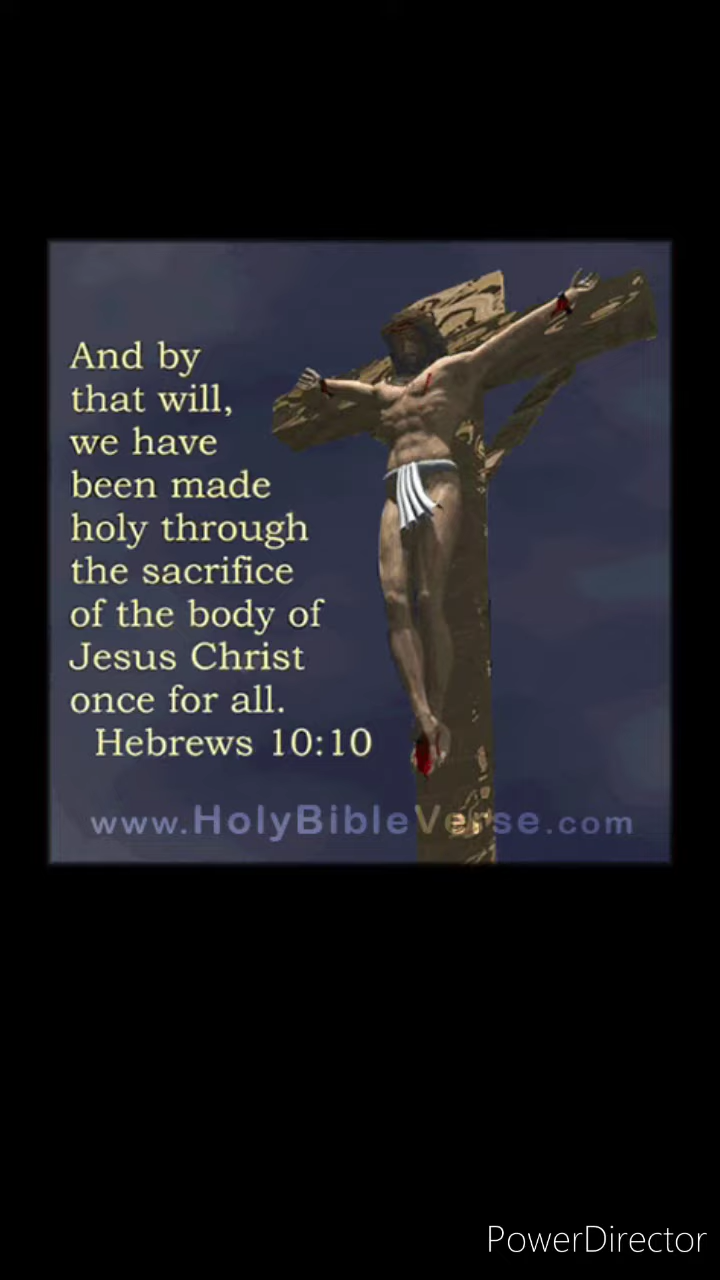 And by
that will,
we have
been made
holy through
the sacrifice
of the body of
Jesus Christ
once for all.
Hebrews 10:10
www.HolyBibleVerse.com
PowerDirector